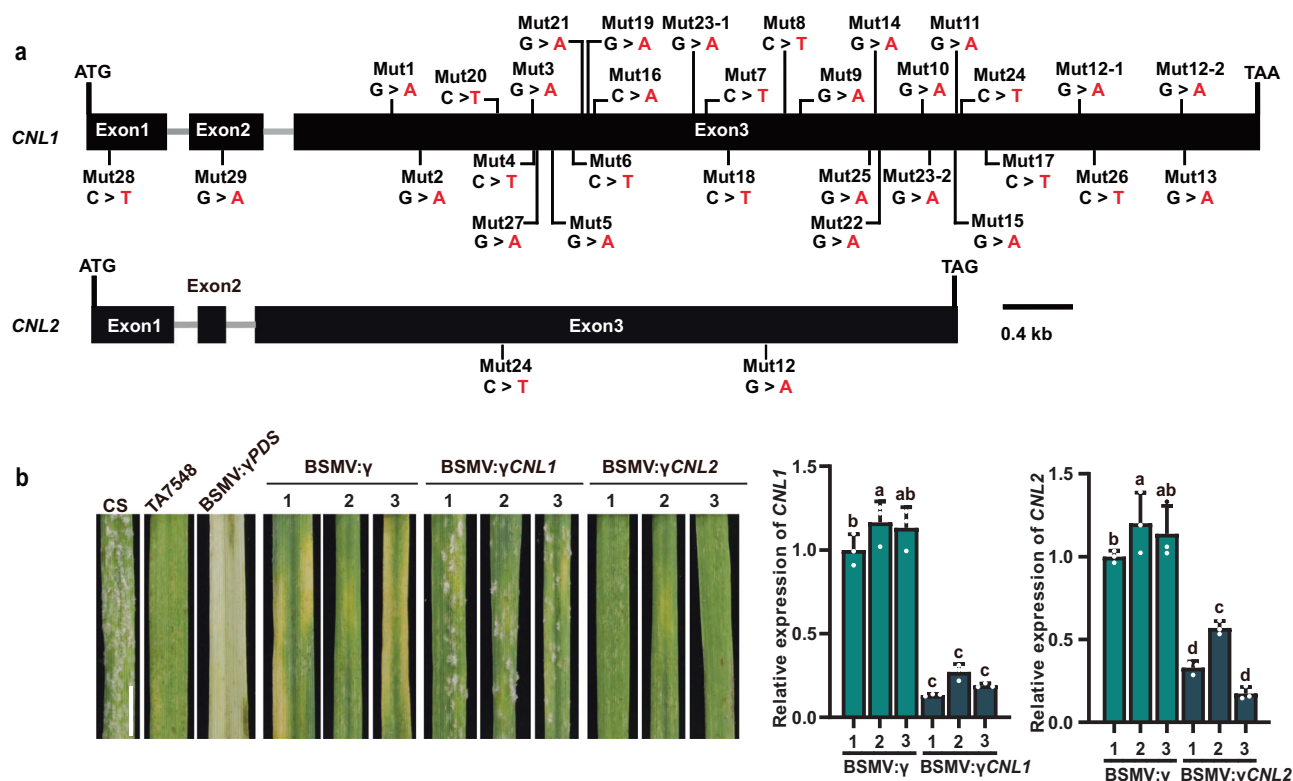 a
Mut21 Mut19 Mut23-1 Mut8 Mut14 Mut11
G > A G > A G > A C > T G > A G > A
ATG Mut1 Mut20 Mut3 Mut16 Mut7 Mut9 Mut10 Mut24 Mut12-1 Mut12-2 TAA
G > A C > T G > A C > A C > T G > A G > A C > T G > A G > A
CNL1 Exon1 Exon2 Exon3
Mut28 Mut29 Mut2 Mut4 Mut6 Mut18 Mut25 Mut23-2 Mut17 Mut26 Mut13
C > T G > A G > A C > T C > T C > T G > A G > A C > T C > T G > A
Mut27 Mut5 Mut22 Mut15
G > A G > A G > A G > A
ATG Exon2 TAG
CNL2 Exon1 Exon3
0.4 kb
Mut24 Mut12
C > T G > A
b
CS TA7548 BSMV:γPDS BSMV:γ BSMV:γCNL1 BSMV:γCNL2
1 2 3 1 2 3 1 2 3
Relative expression of CNL1
1.5
1.0
0.5
0.0
b a ab c c c
1 2 3 1 2 3
BSMV:γ BSMV:γCNL1
Relative expression of CNL2
1.5
1.0
0.5
0.0
b a ab d c d
1 2 3 1 2 3
BSMV:γ BSMV:γCNL2